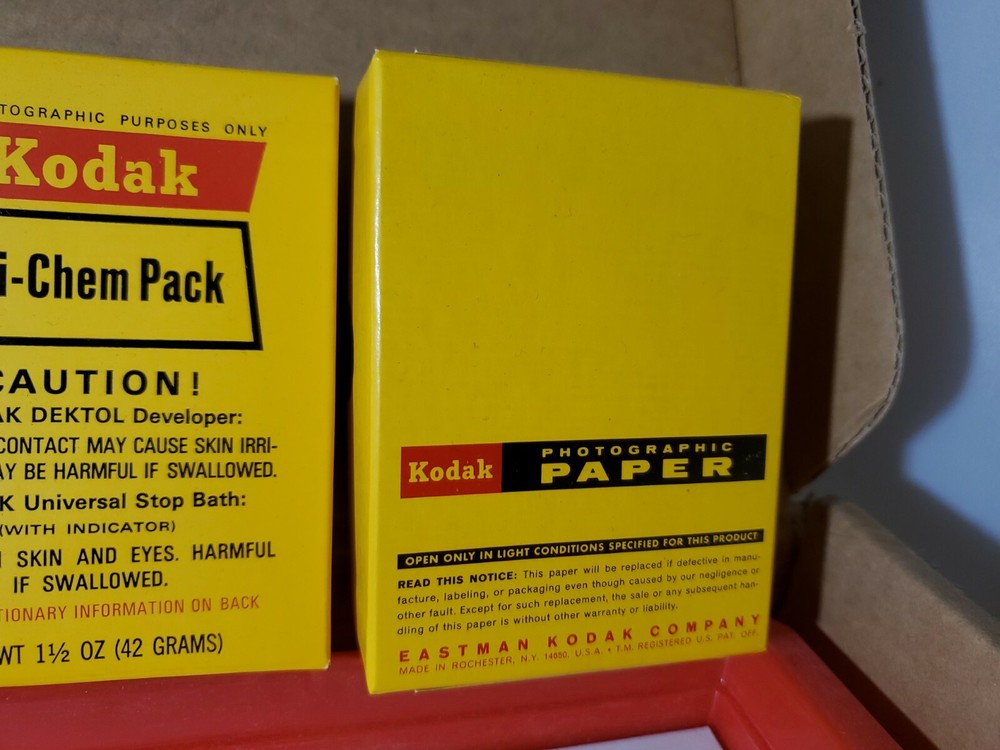 TOGRAPHIC PURPOSES ONLY
Kodak
i-Chem Pack
CAUTION!
AK DEKTOL Developer:
CONTACT MAY CAUSE SKIN IRRI-
AY BE HARMFUL IF SWALLOWED.
K Universal Stop Bath:
(WITH INDICATOR)
SKIN AND EYES. HARMFUL
IF SWALLOWED.
TIONARY INFORMATION ON BACK
WT 1½ OZ (42 GRAMS)
Kodak
PHOTOGRAPHIC
PAPER
OPEN ONLY IN LIGHT CONDITIONS SPECIFIED FOR THIS PRODUCT
READ THIS NOTICE: This paper will be replaced if defective in manu-
facture, labeling, or packaging even though caused by our negligence or
other fault. Except for such replacement, the sale or any subsequent han-
dling of this paper is without other warranty or liability.
EASTMAN KODAK COMPANY
MADE IN ROCHESTER, N.Y. 14650, U.S.A. • T.M. REGISTERED U.S. PAT. OFF.